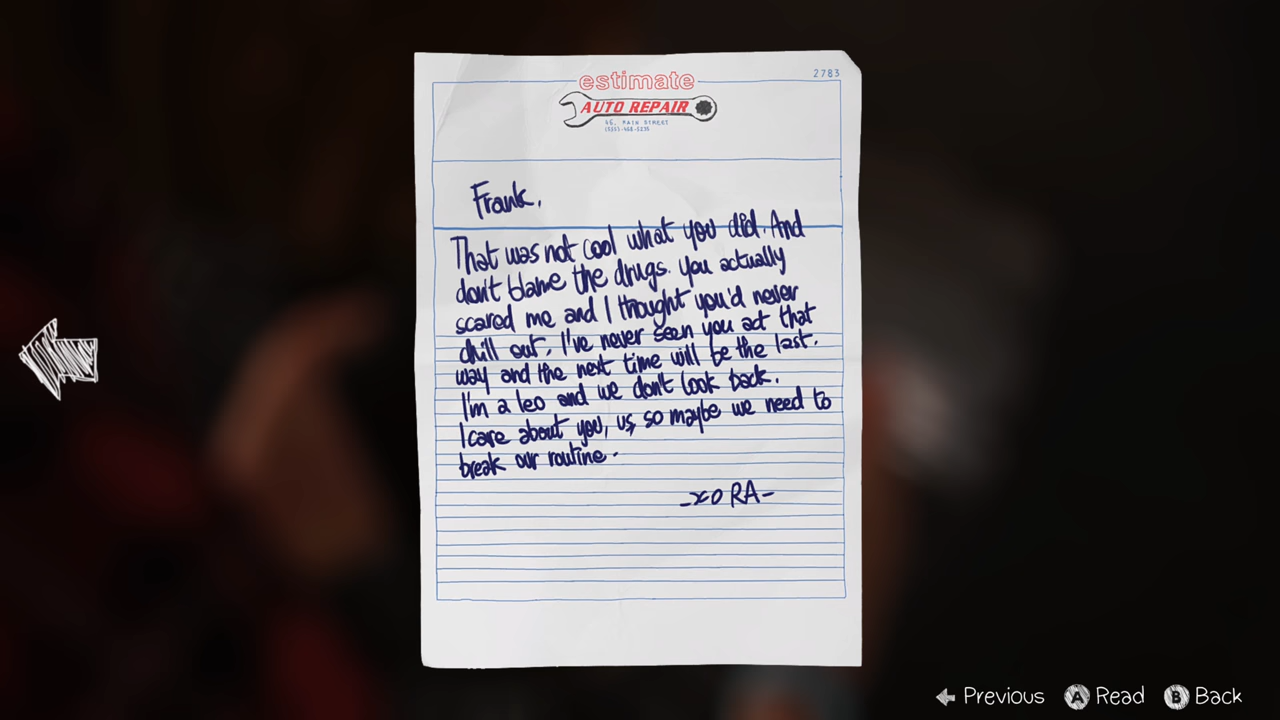 2783
estimate
AUTO REPAIR
Frank,
That was not cool what you did. And
don't blame the drugs. You actually
scared me and I thought you'd never
chill out. I've never seen you act that
way and the next time will be the last.
I'm a leo and we don't look back.
I care about you, us, so maybe we need to
break our routine.
-xo RA-
Previous
A Read
B Back